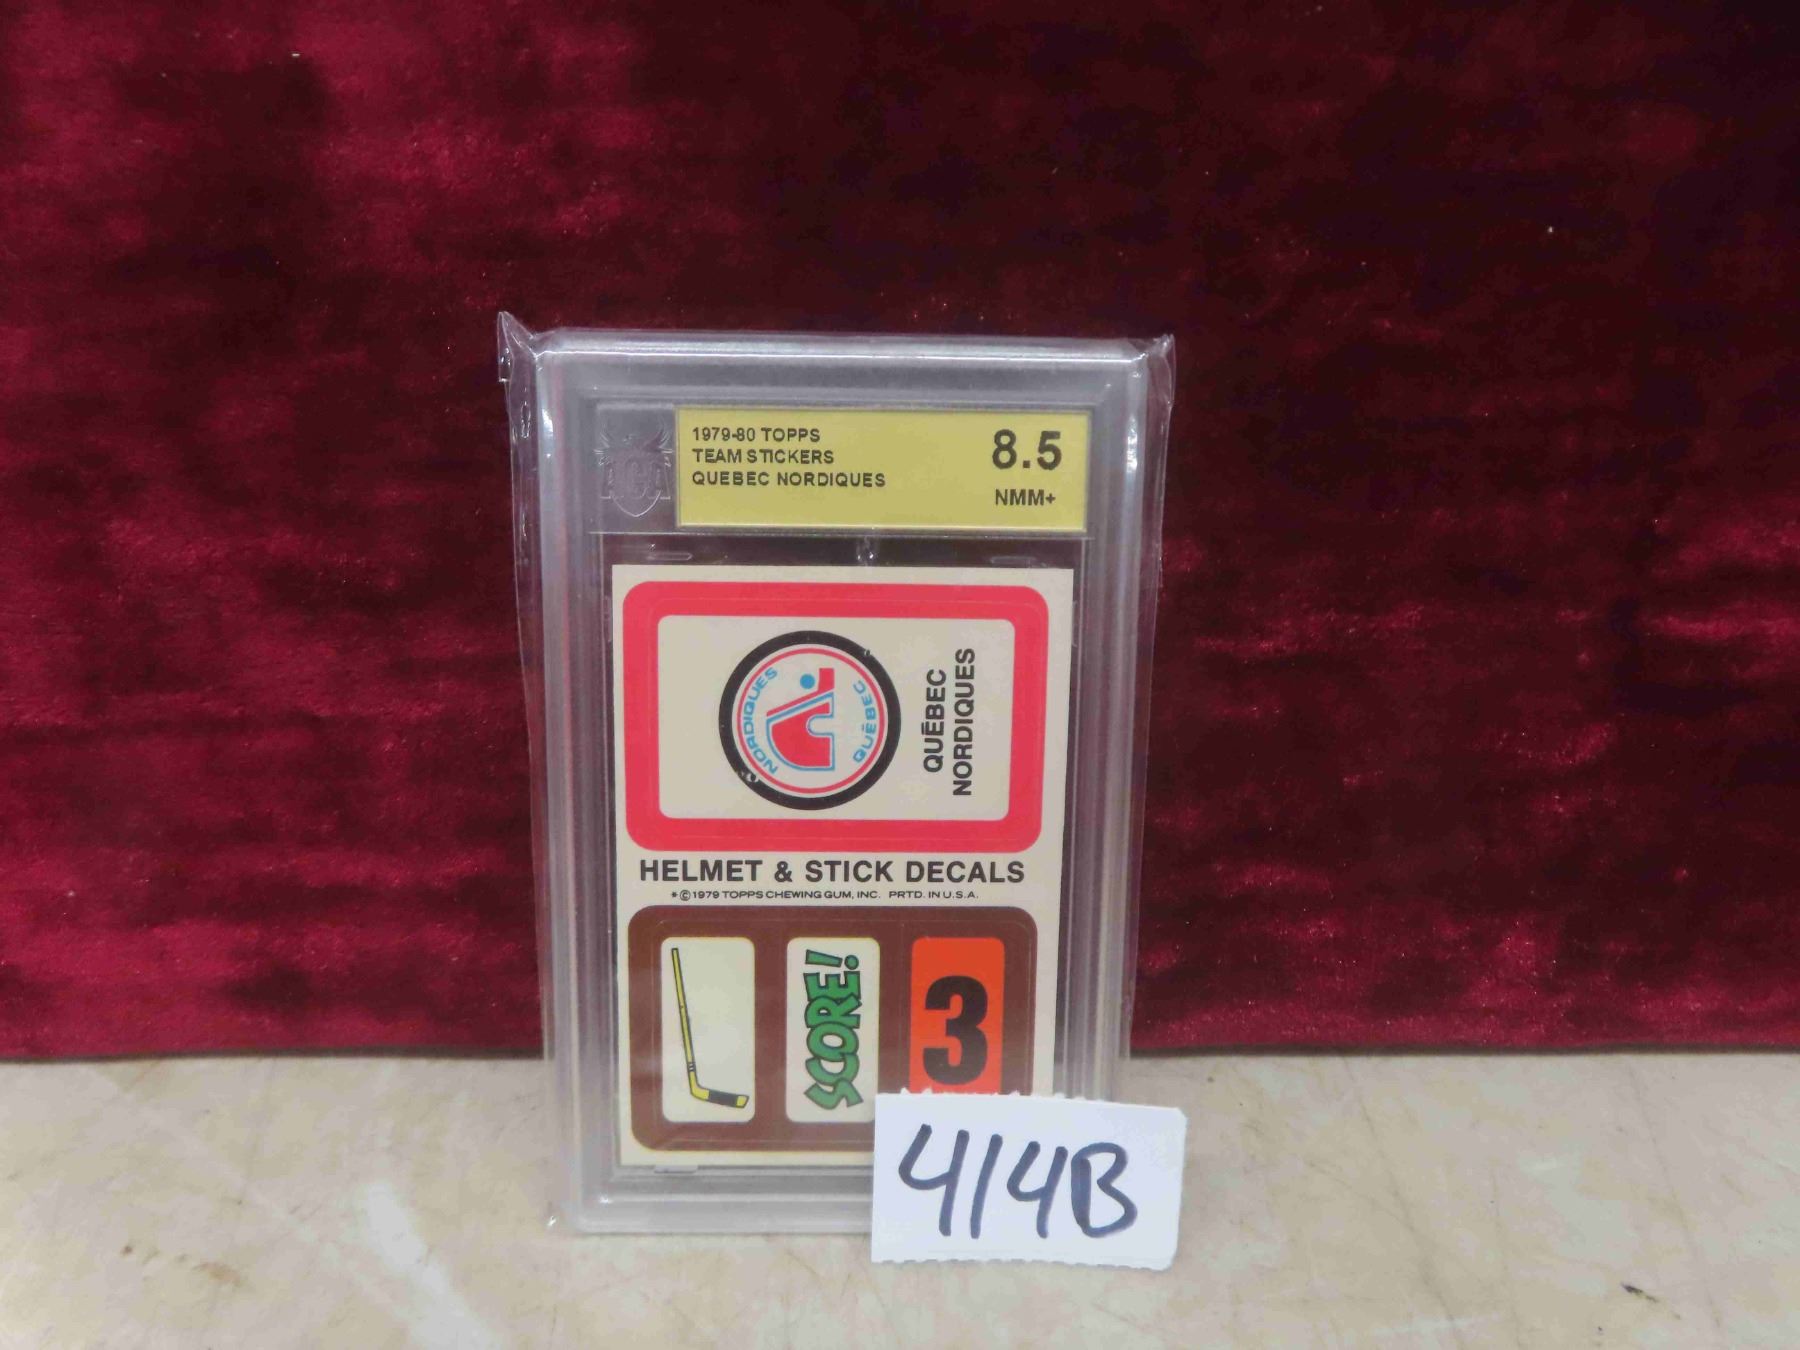 1979-80 TOPPS
TEAM STICKERS
QUEBEC NORDIQUES
8.5
NMM+
NORDIQUES
QUÉBEC
QUÉBEC
NORDIQUES
HELMET & STICK DECALS
*©1979 TOPPS CHEWING GUM, INC. PRTD. IN U.S.A.
SCORE!
3
414B